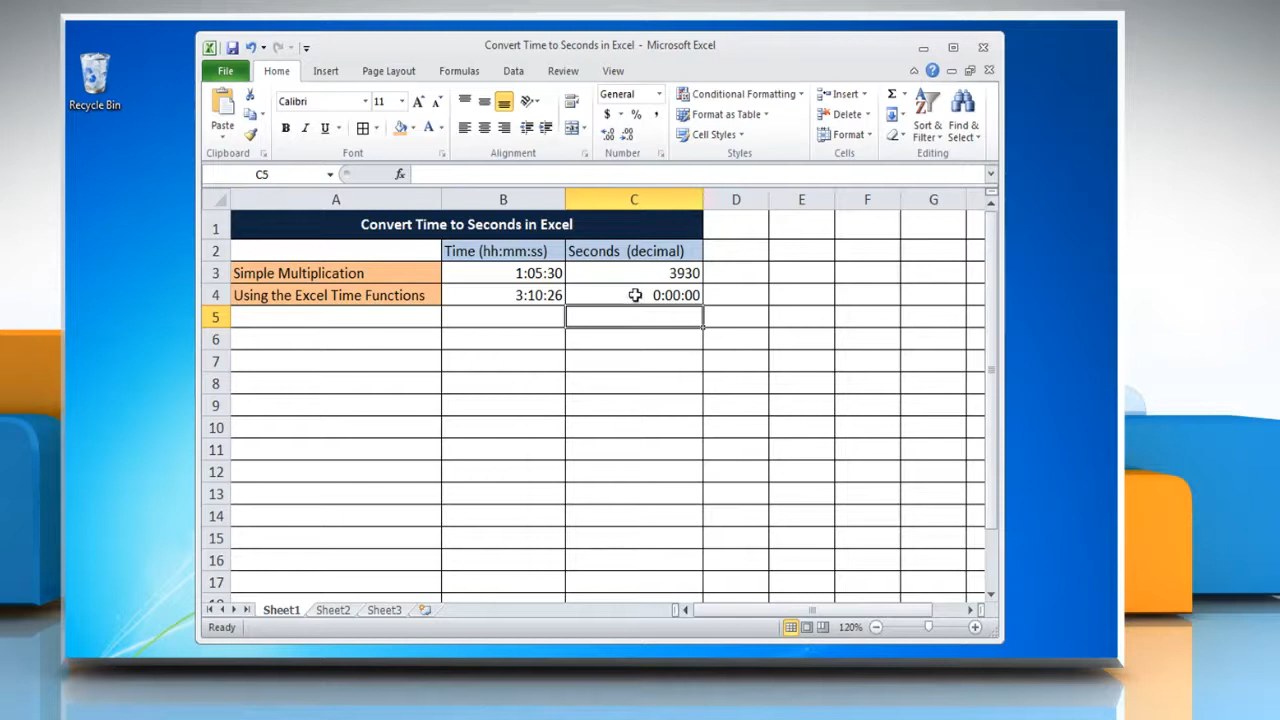 Recycle Bin
Convert Time to Seconds in Excel - Microsoft Excel
File Home Insert Page Layout Formulas Data Review View
Paste
Calibri 11
B I U
General
$ % ,
Conditional Formatting
Format as Table
Cell Styles
Insert
Delete
Format
Sort & Filter
Find & Select
Clipboard Font Alignment Number Styles Cells Editing
C5 fx
A B C D E F G
1 Convert Time to Seconds in Excel
2 Time (hh:mm:ss) Seconds (decimal)
3 Simple Multiplication 1:05:30 3930
4 Using the Excel Time Functions 3:10:26 0:00:00
5
6
7
8
9
10
11
12
13
14
15
16
17
Sheet1 Sheet2 Sheet3
Ready 120%